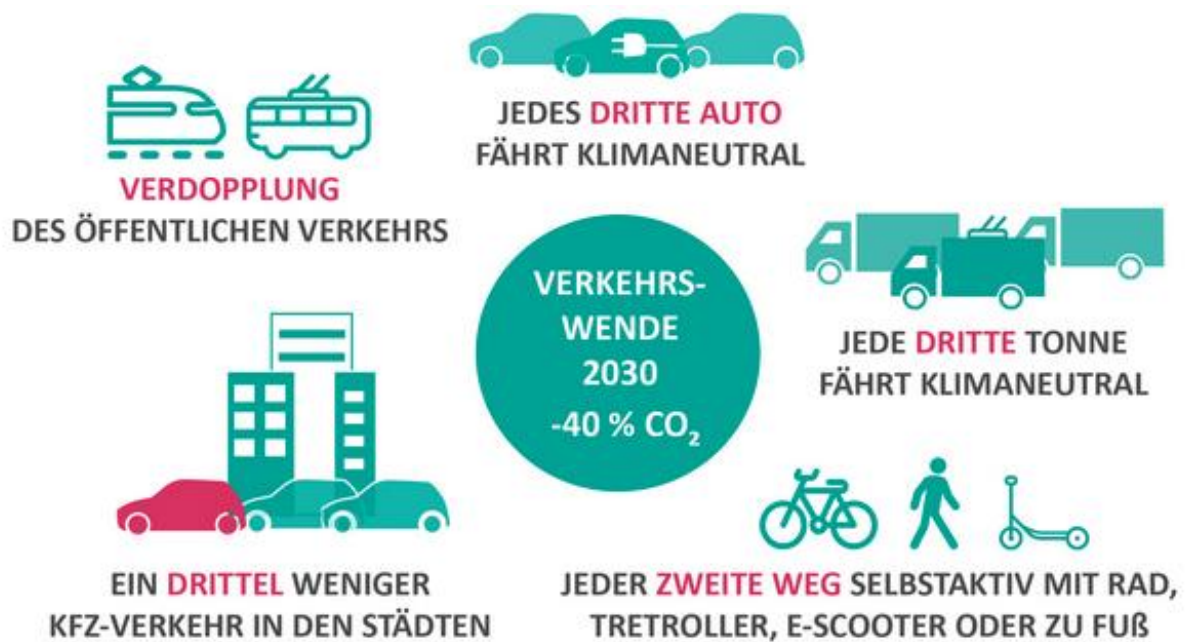 JEDES DRITTE AUTO
FÄHRT KLIMANEUTRAL
VERDOPPLUNG
DES ÖFFENTLICHEN VERKEHRS
VERKEHRS-
WENDE
2030
-40 % CO₂
JEDE DRITTE TONNE
FÄHRT KLIMANEUTRAL
EIN DRITTEL WENIGER
KFZ-VERKEHR IN DEN STÄDTEN
JEDER ZWEITE WEG SELBSTAKTIV MIT RAD,
TRETROLLER, E-SCOOTER ODER ZU FUß